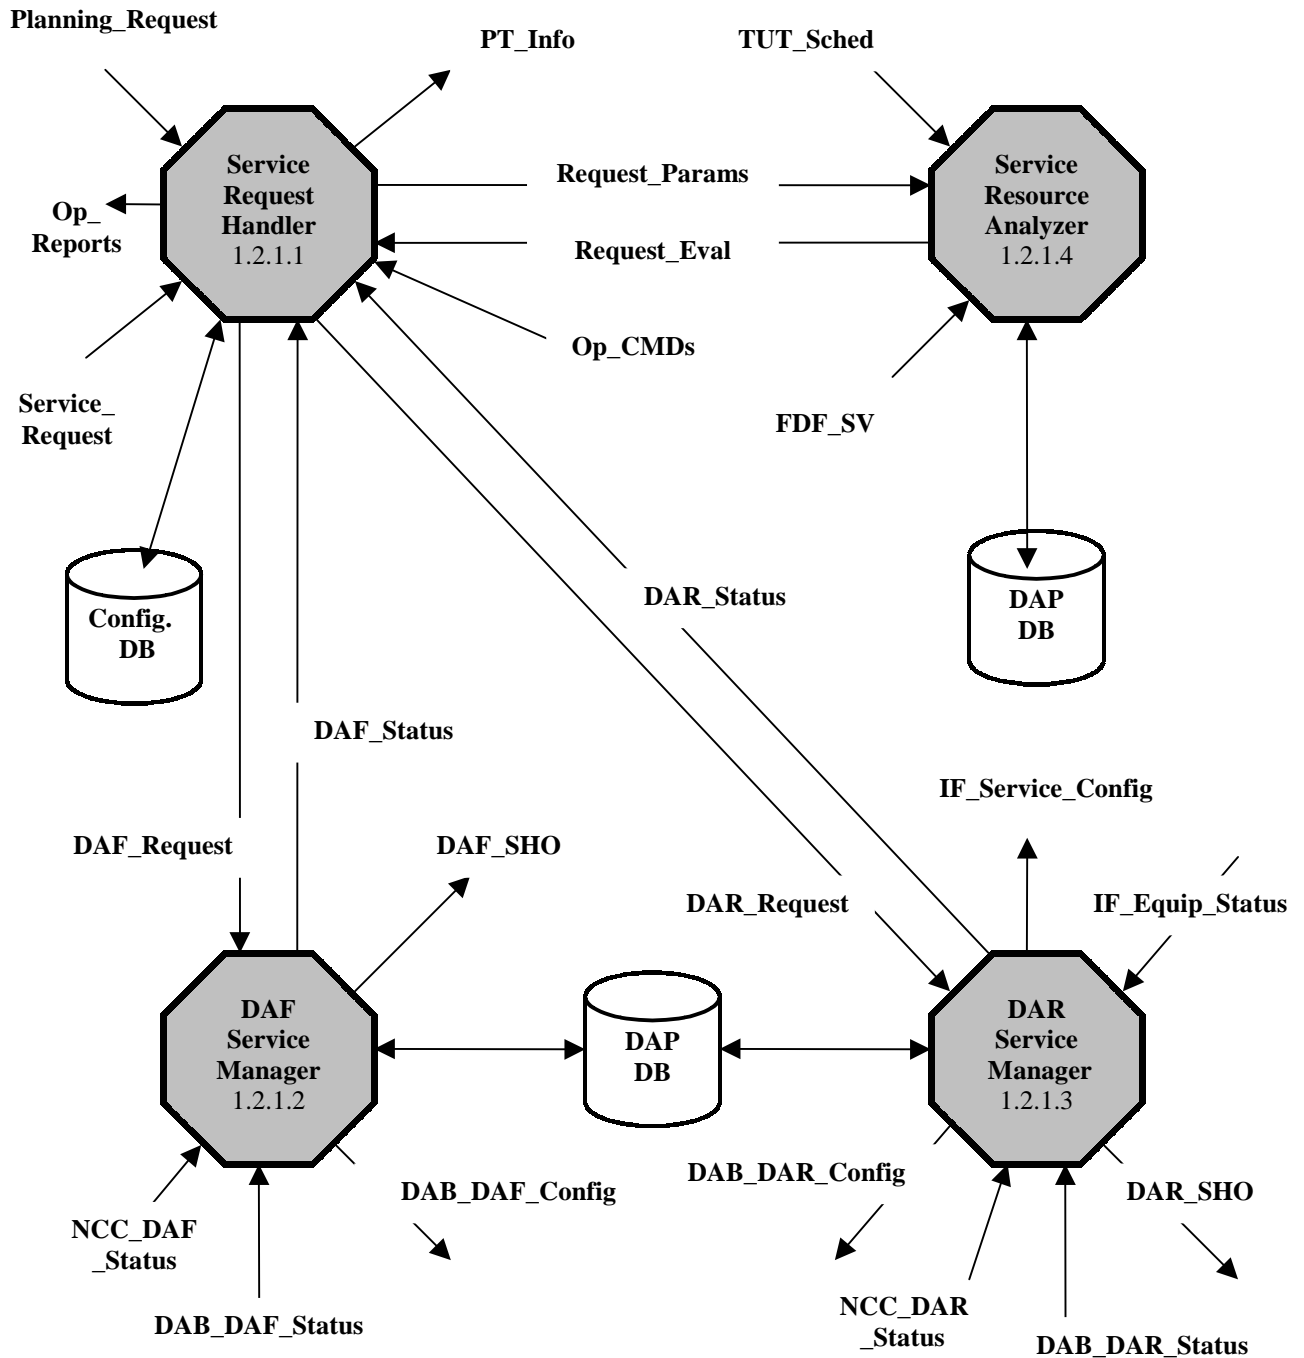 Planning_Request
PT_Info
TUT_Sched
Service
Request
Handler
1.2.1.1
Request_Params
Service
Resource
Analyzer
1.2.1.4
Op_
Reports
Request_Eval
Op_CMDs
Service_
Request
FDF_SV
Config.
DB
DAR_Status
DAP
DB
DAF_Status
IF_Service_Config
DAF_Request
DAF_SHO
DAR_Request
IF_Equip_Status
DAF
Service
Manager
1.2.1.2
DAP
DB
DAR
Service
Manager
1.2.1.3
DAB_DAF_Config
DAB_DAR_Config
DAR_SHO
NCC_DAF
_Status
DAB_DAF_Status
NCC_DAR
_Status
DAB_DAR_Status